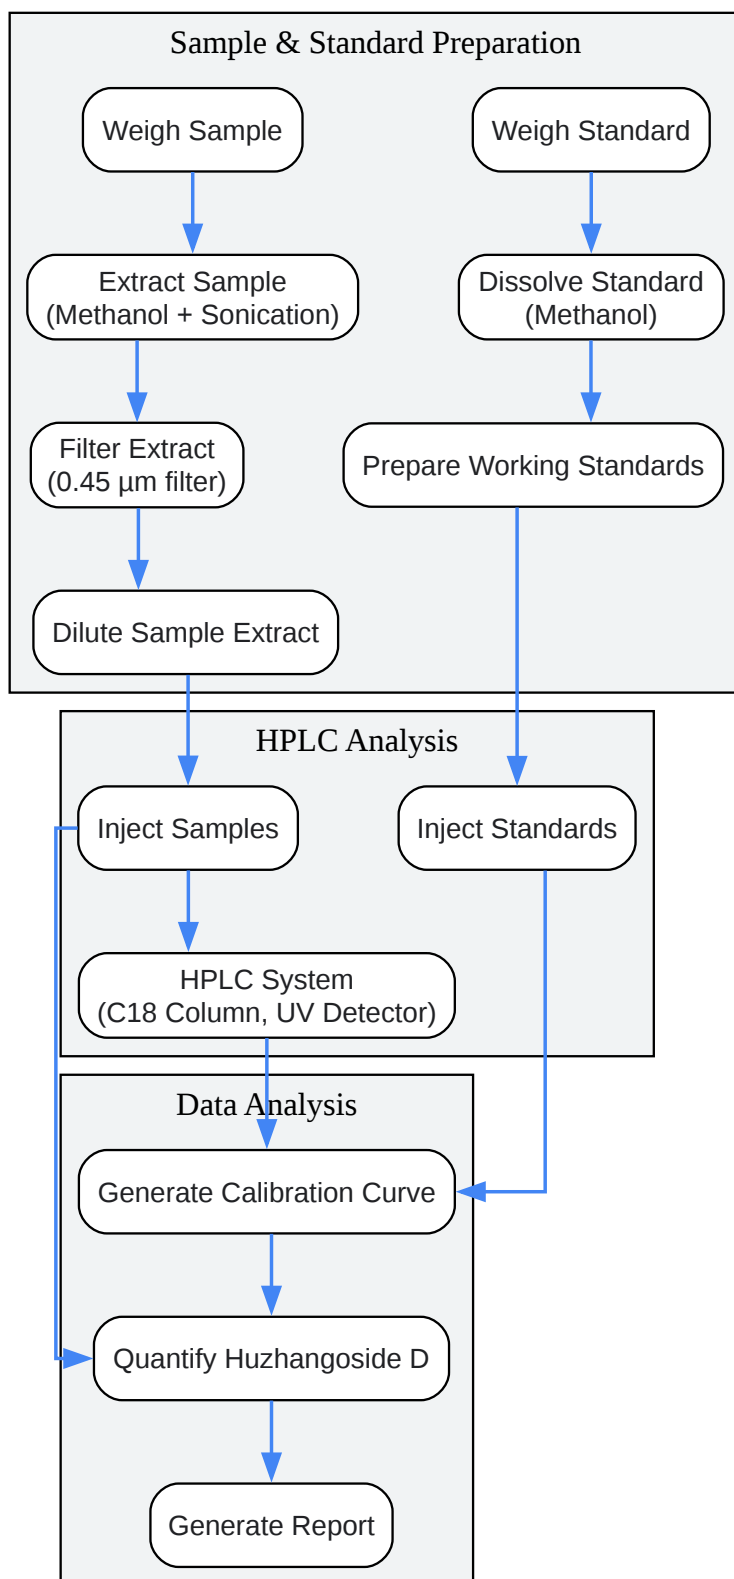 Sample & Standard Preparation
Weigh Sample
Weigh Standard
Extract Sample
(Methanol + Sonication)
Dissolve Standard
(Methanol)
Filter Extract
(0.45 µm filter)
Prepare Working Standards
Dilute Sample Extract
HPLC Analysis
Inject Samples
Inject Standards
HPLC System
(C18 Column, UV Detector)
Data Analysis
Generate Calibration Curve
Quantify Huzhangoside D
Generate Report